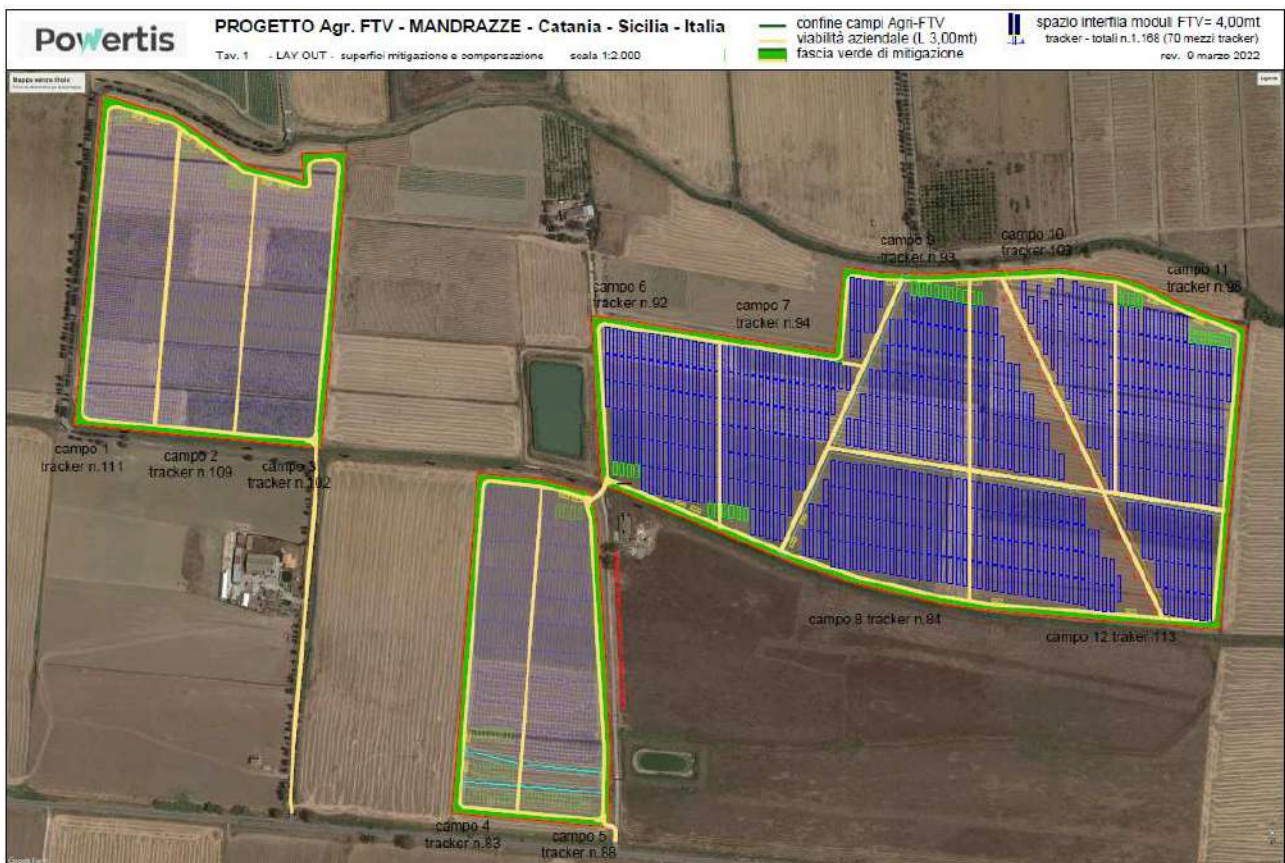 Powertis
PROGETTO Agr. FTV - MANDRAZZE - Catania - Sicilia - Italia
Tav. 1 - LAY OUT - superfici mitigazione e compensazione scala 1:2.000
confine campi Agri-FTV
viabilità aziendale (L 3,00mt)
fascia verde di mitigazione
spazio interfila moduli FTV= 4,00mt
tracker - totali n.1.168 (70 mezzi tracker)
rev. 9 marzo 2022
Mappa senza titolo
Legenda
campo 9
tracker n.93
campo 10
campo 11
campo 6
tracker n.92
campo 7
tracker n.94
campo 1
tracker n.111
campo 2
tracker n.109
campo 3
tracker n.102
campo 8 tracker n.84
campo 12 traker 113
campo 4
tracker n.83
campo 5
tracker n.88